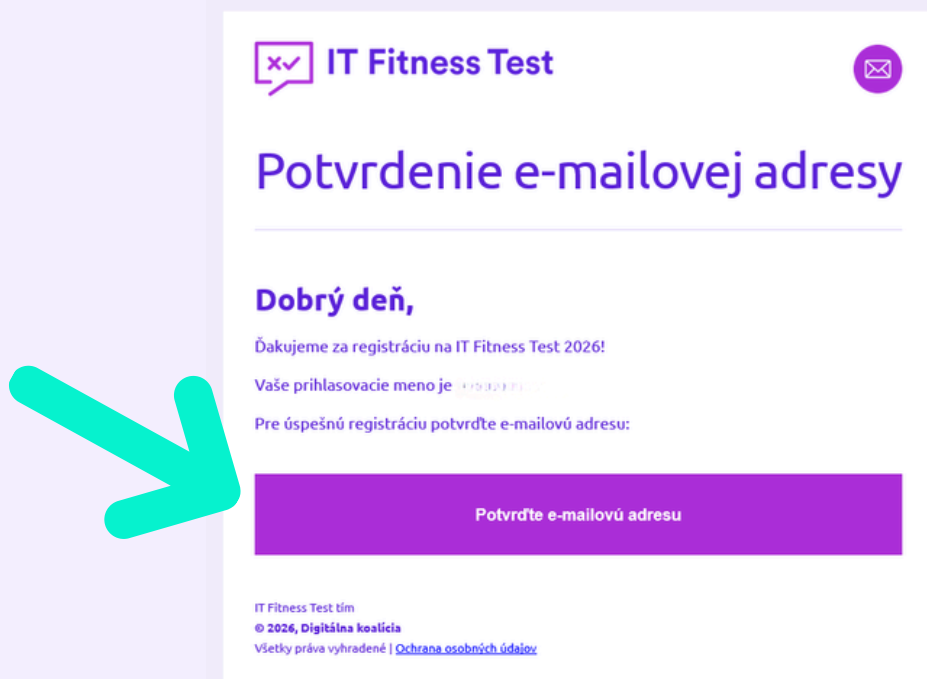 IT Fitness Test
Potvrdenie e-mailovej adresy
Dobrý deň,
Ďakujeme za registráciu na IT Fitness Test 2026!
Vaše prihlasovacie meno je
Pre úspešnú registráciu potvrďte e-mailovú adresu:
Potvrďte e-mailovú adresu
IT Fitness Test tím
© 2026, Digitálna koalícia
Všetky práva vyhradené | Ochrana osobných údajov